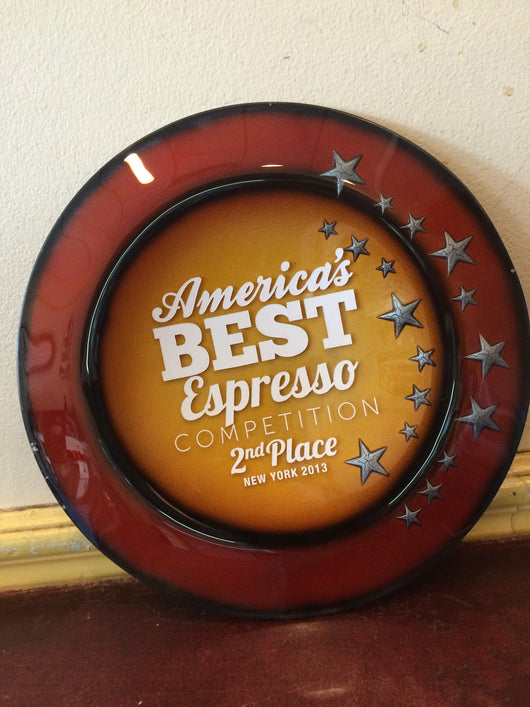 America's
BEST
Espresso
COMPETITION
2nd Place
NEW YORK 2013